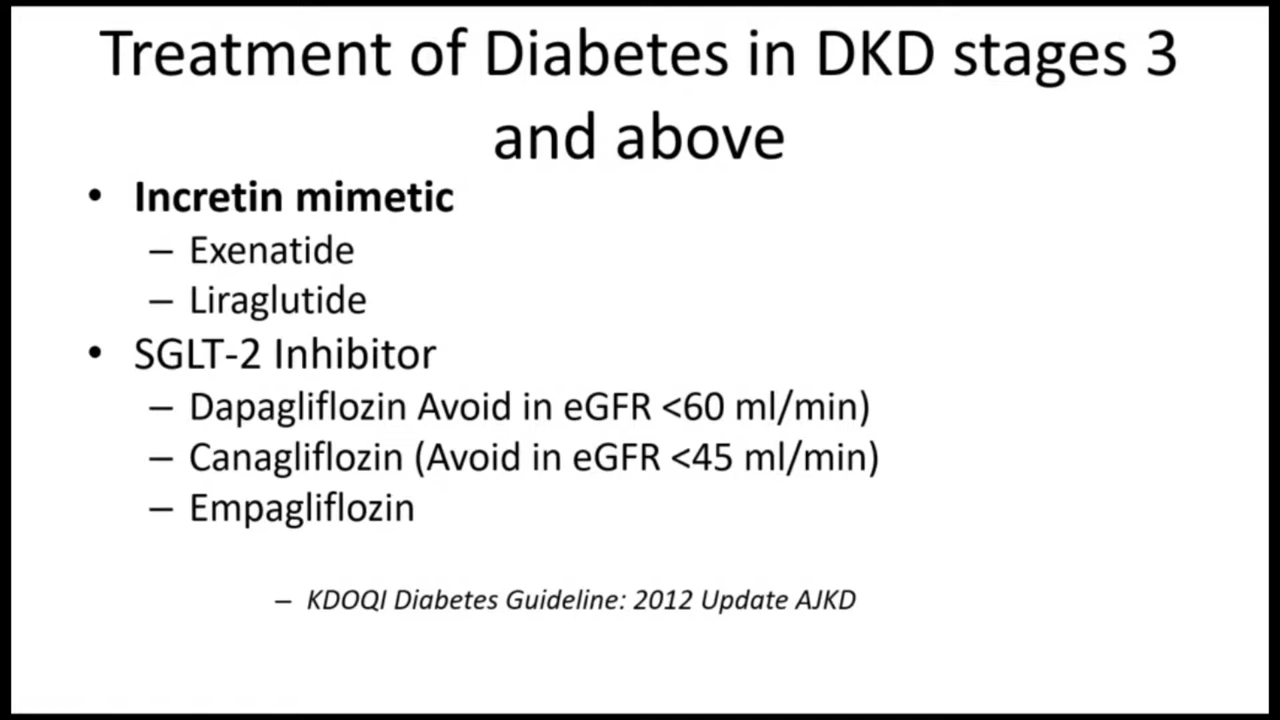 Treatment of Diabetes in DKD stages 3
and above
• Incretin mimetic
– Exenatide
– Liraglutide
• SGLT-2 Inhibitor
– Dapagliflozin Avoid in eGFR <60 ml/min)
– Canagliflozin (Avoid in eGFR <45 ml/min)
– Empagliflozin
– KDOQI Diabetes Guideline: 2012 Update AJKD